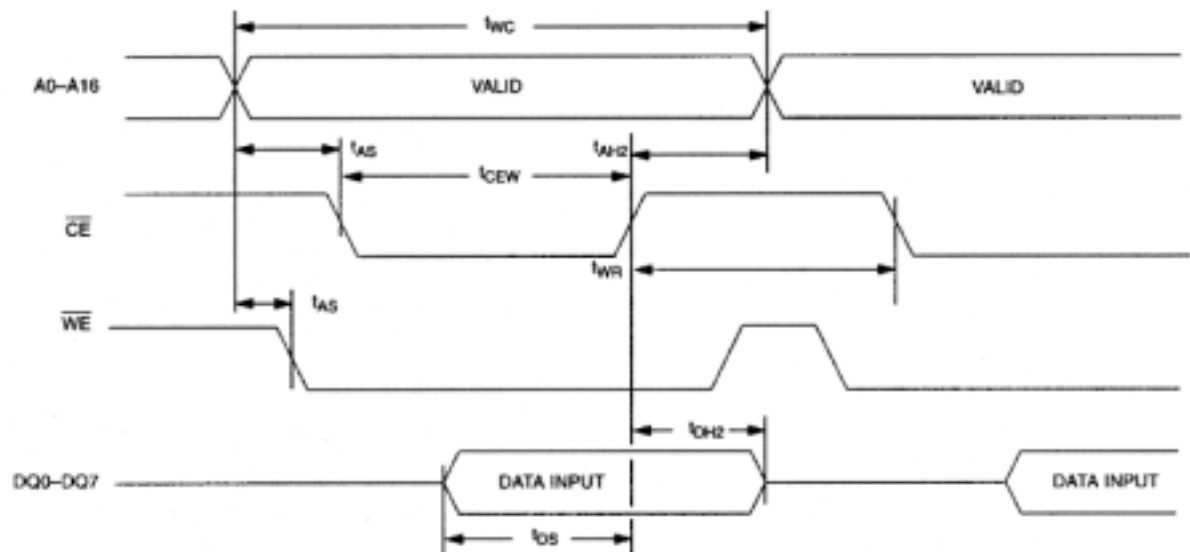 tWC
A0–A16 VALID VALID
tAS tAH2
tCEW
CE
tWR
tAS
WE
tDH2
DQ0–DQ7 DATA INPUT DATA INPUT
tDS